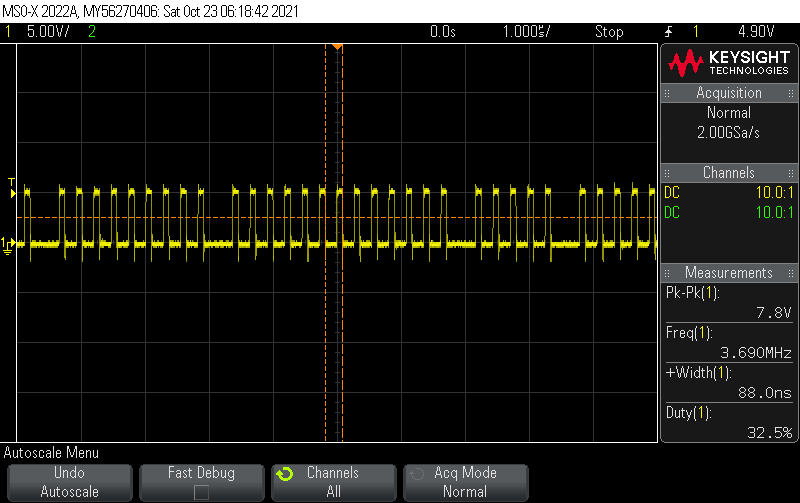 MSO-X 2022A, MY56270406: Sat Oct 23 06:18:42 2021
1 5.00V/ 2 0.0s 1.000us/ Stop 1 4.90V
KEYSIGHT
TECHNOLOGIES
Acquisition
Normal
2.00GSa/s
Channels
DC 10.0:1
DC 10.0:1
Measurements
Pk-Pk(1):
7.8V
Freq(1):
3.690MHz
+Width(1):
88.0ns
Duty(1):
32.5%
T
1
Autoscale Menu
Undo
Autoscale
Fast Debug
Channels
All
Acq Mode
Normal